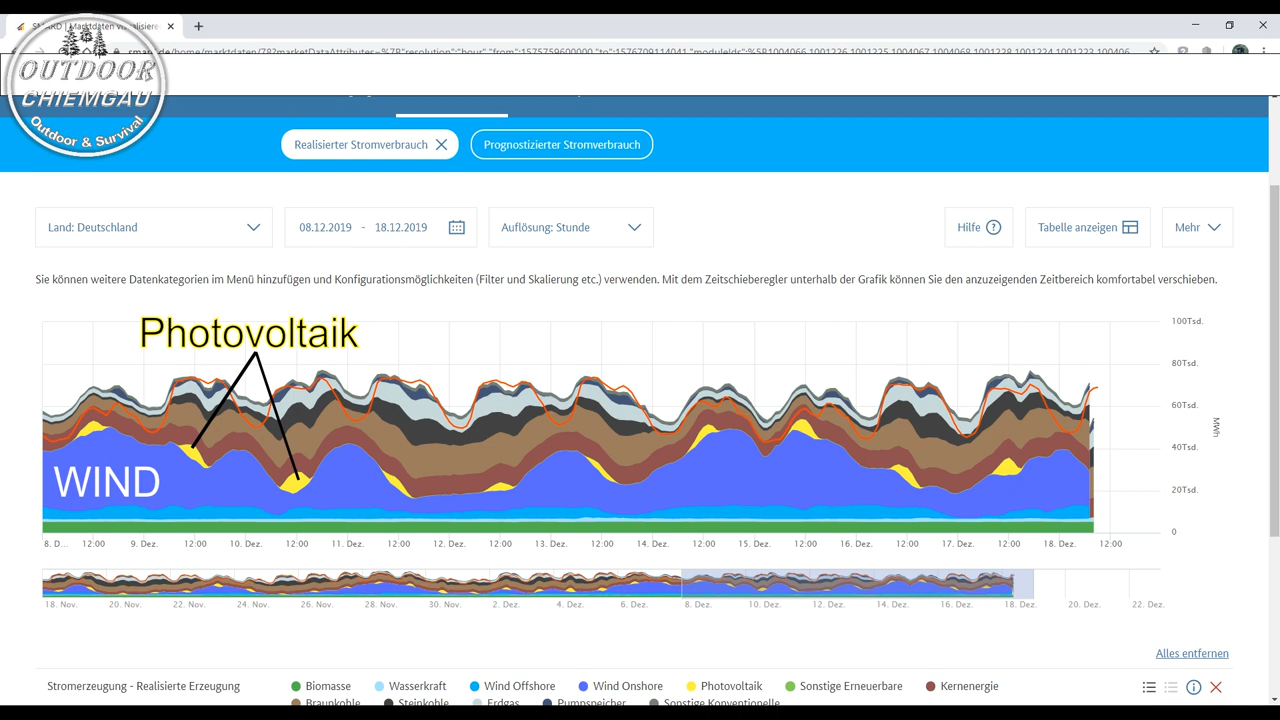 SMARD | Marktdaten visualisieren
OUTDOOR
CHIEMGAU
Outdoor & Survival
Realisierter Stromverbrauch
Prognostizierter Stromverbrauch
Land: Deutschland
08.12.2019 - 18.12.2019
Auflösung: Stunde
Hilfe
Tabelle anzeigen
Mehr
Sie können weitere Datenkategorien im Menü hinzufügen und Konfigurationsmöglichkeiten (Filter und Skalierung etc.) verwenden. Mit dem Zeitschieberegler unterhalb der Grafik können Sie den anzuzeigenden Zeitbereich komfortabel verschieben.
Photovoltaik
WIND
100Tsd.
80Tsd.
60Tsd.
40Tsd.
20Tsd.
0
MWh
8. D... 12:00 9. Dez. 12:00 10. Dez. 12:00 11. Dez. 12:00 12. Dez. 12:00 13. Dez. 12:00 14. Dez. 12:00 15. Dez. 12:00 16. Dez. 12:00 17. Dez. 12:00 18. Dez. 12:00
18. Nov. 20. Nov. 22. Nov. 24. Nov. 26. Nov. 28. Nov. 30. Nov. 2. Dez. 4. Dez. 6. Dez. 8. Dez. 10. Dez. 12. Dez. 14. Dez. 16. Dez. 18. Dez. 20. Dez. 22. Dez.
Alles entfernen
Stromerzeugung - Realisierte Erzeugung
Biomasse Wasserkraft Wind Offshore Wind Onshore Photovoltaik Sonstige Erneuerbare Kernenergie
Braunkohle Steinkohle Erdgas Pumpspeicher Sonstige Konventionelle